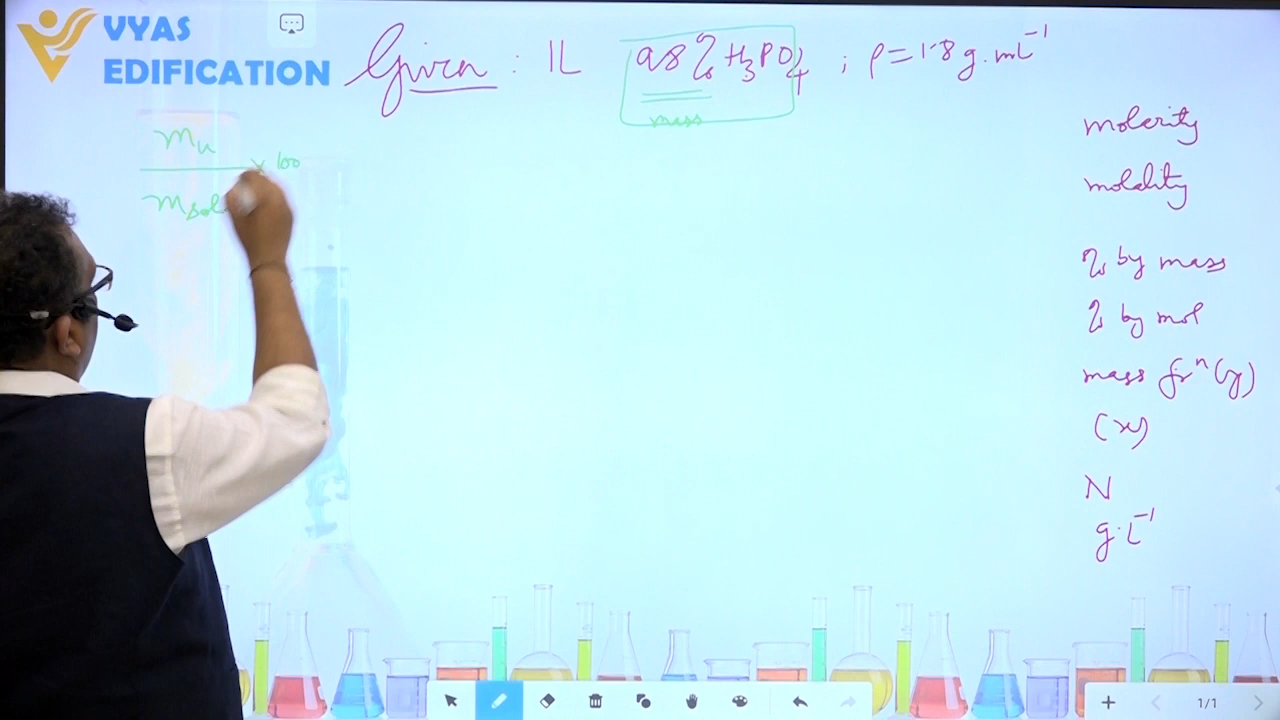 VYAS
EDIFICATION
Given : 1L 98% H₃PO₄ ; ρ = 1.8 g.mL⁻¹
mass
mᵤ
× 100
molarity
molality
% by mass
% by mol
mass frⁿ (y)
(x)
N
g.L⁻¹
1/1